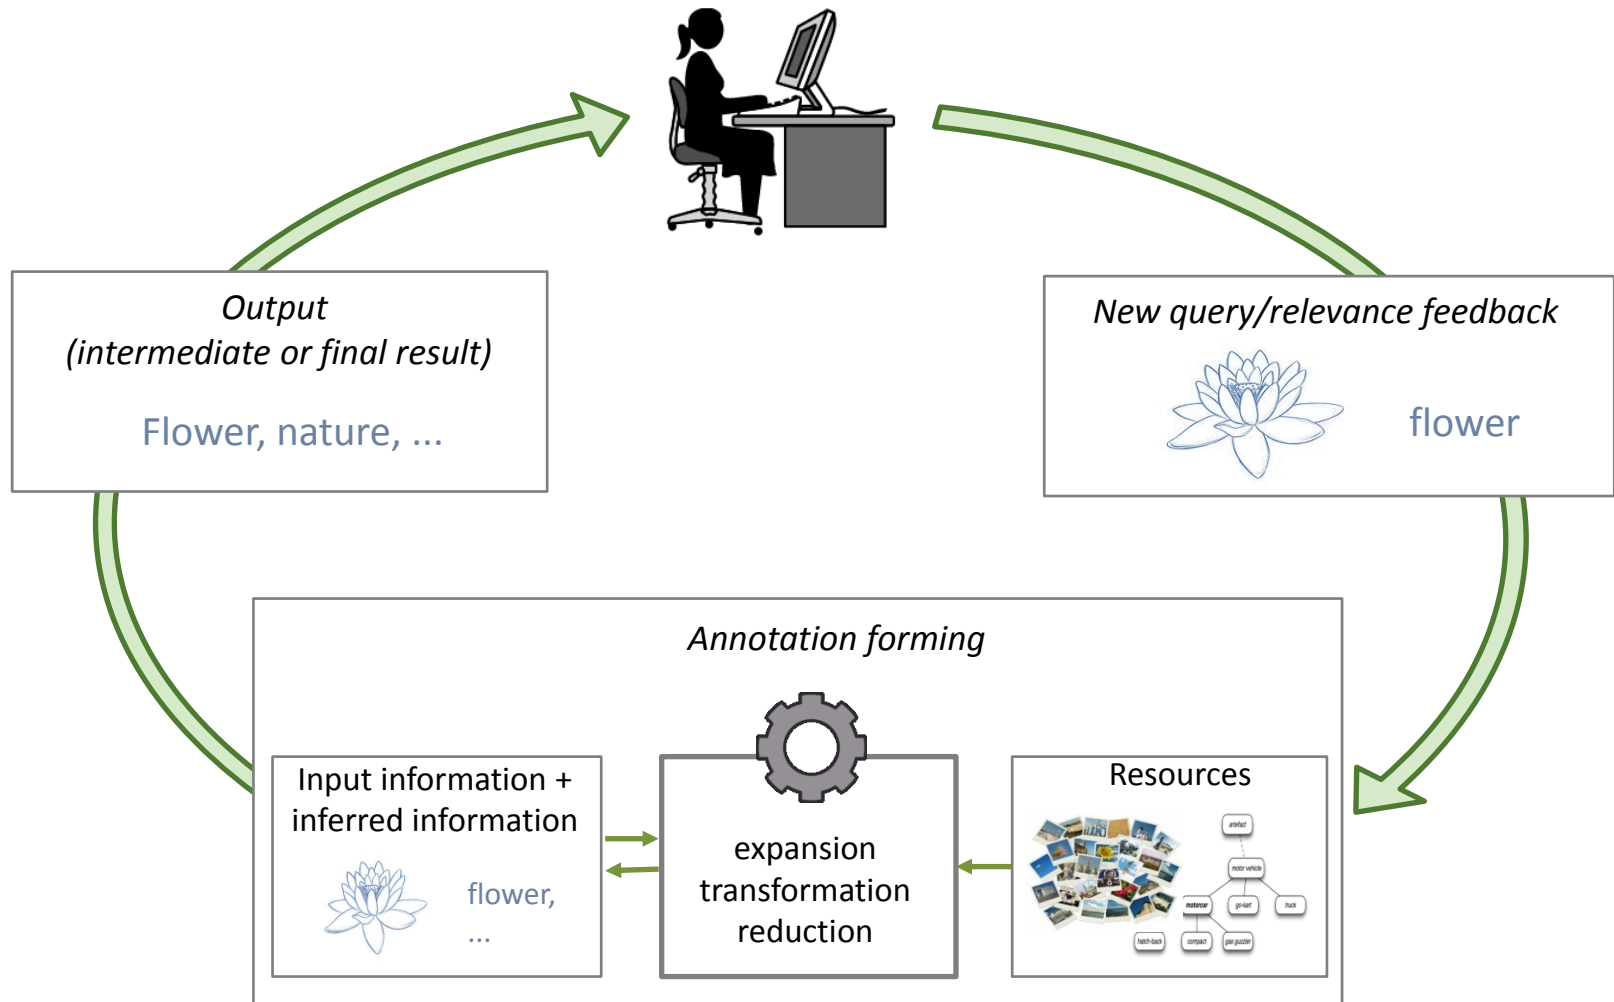 Output
(intermediate or final result)
Flower, nature, ...
New query/relevance feedback
flower
Annotation forming
Input information +
inferred information
flower,
...
expansion
transformation
reduction
Resources
artefact
motor vehicle
motorcar
go-kart
truck
hatch-back
compact
gas guzzler